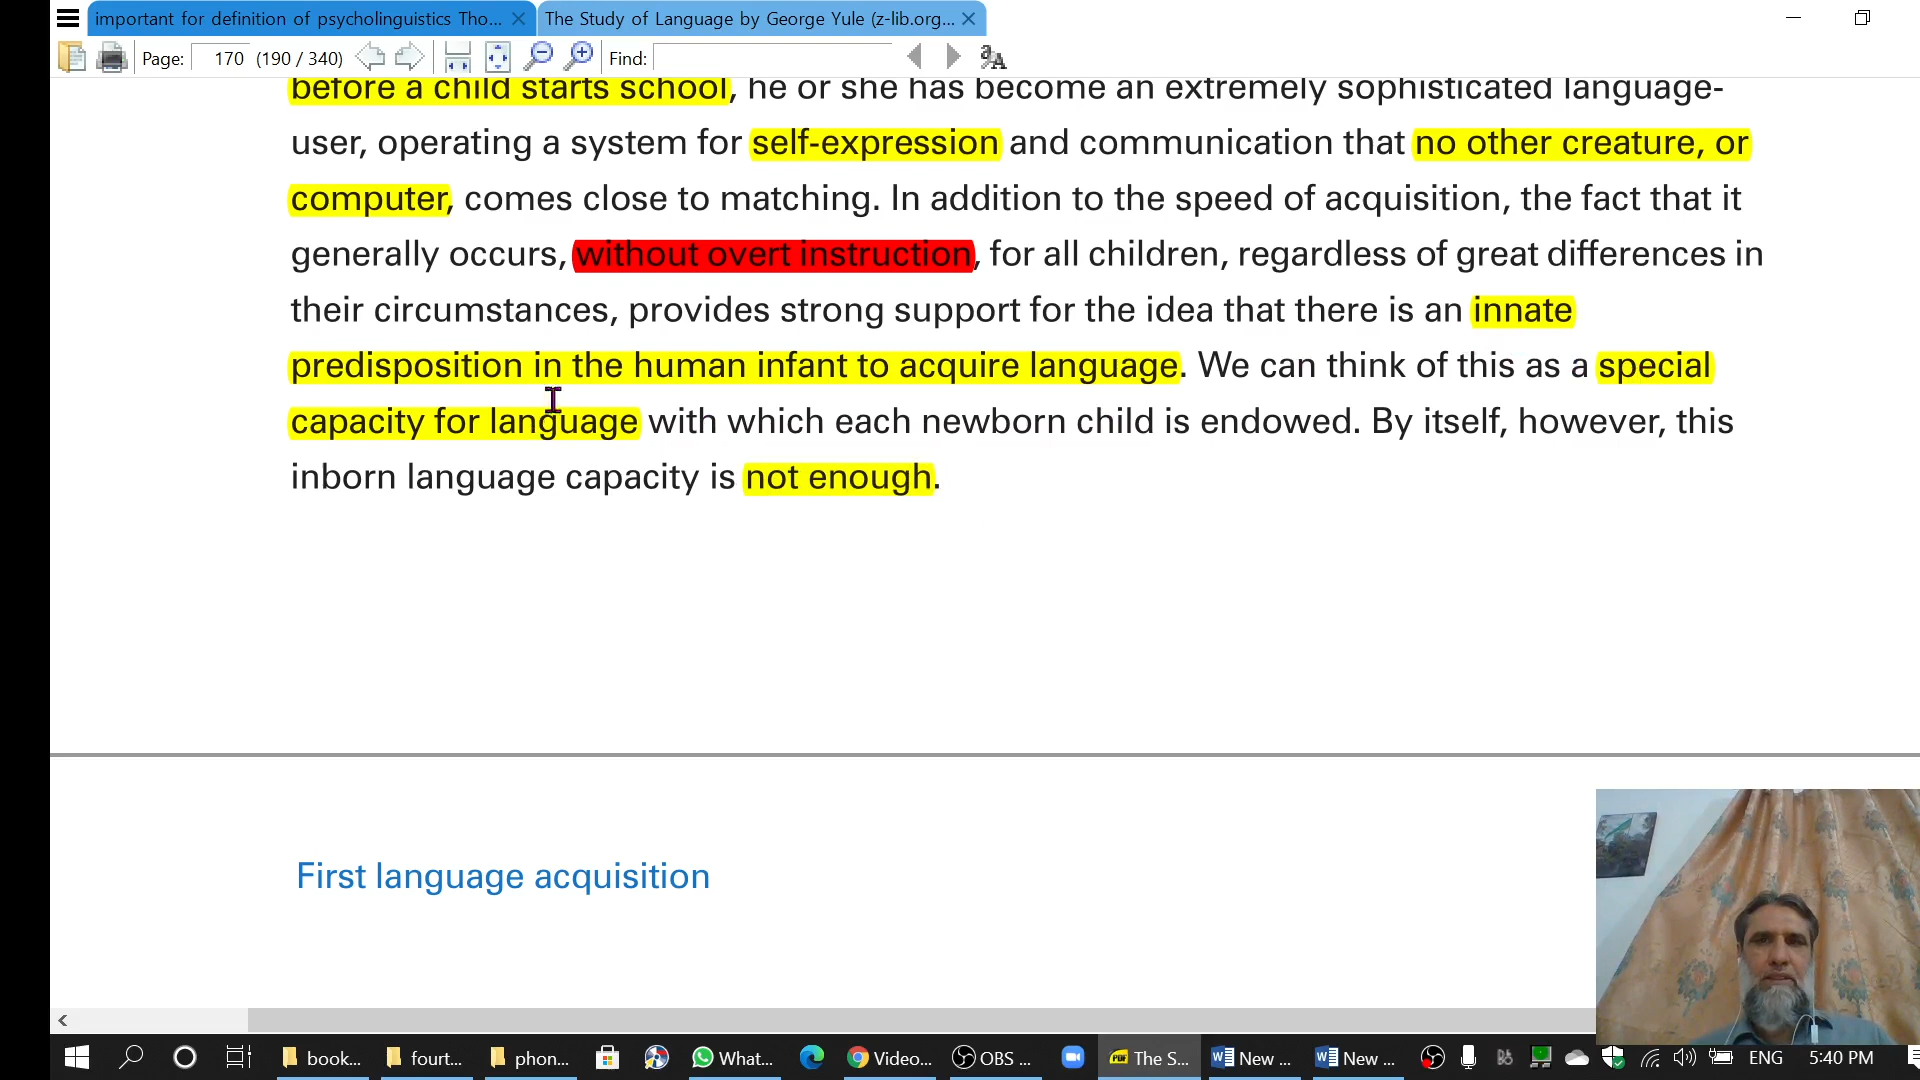 important for definition of psycholinguistics Tho...
The Study of Language by George Yule (z-lib.org...
Page: 170 (190 / 340) Find:
before a child starts school, he or she has become an extremely sophisticated language-
user, operating a system for self-expression and communication that no other creature, or
computer, comes close to matching. In addition to the speed of acquisition, the fact that it
generally occurs, without overt instruction, for all children, regardless of great differences in
their circumstances, provides strong support for the idea that there is an innate
predisposition in the human infant to acquire language. We can think of this as a special
capacity for language with which each newborn child is endowed. By itself, however, this
inborn language capacity is not enough.
First language acquisition
book... fourt... phon... What... Video... OBS ... The S... New ... New ... ENG 5:40 PM